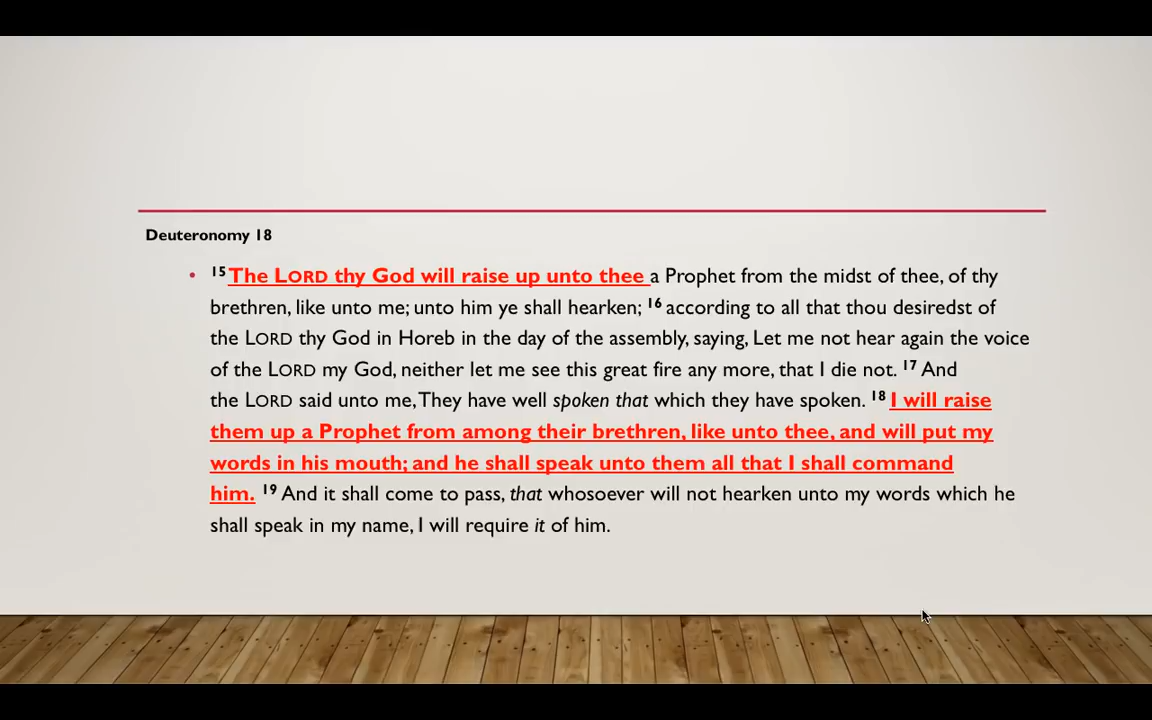 Deuteronomy 18
• 15 The LORD thy God will raise up unto thee a Prophet from the midst of thee, of thy
brethren, like unto me; unto him ye shall hearken; 16 according to all that thou desiredst of
the LORD thy God in Horeb in the day of the assembly, saying, Let me not hear again the voice
of the LORD my God, neither let me see this great fire any more, that I die not. 17 And
the LORD said unto me, They have well spoken that which they have spoken. 18 I will raise
them up a Prophet from among their brethren, like unto thee, and will put my
words in his mouth; and he shall speak unto them all that I shall command
him. 19 And it shall come to pass, that whosoever will not hearken unto my words which he
shall speak in my name, I will require it of him.